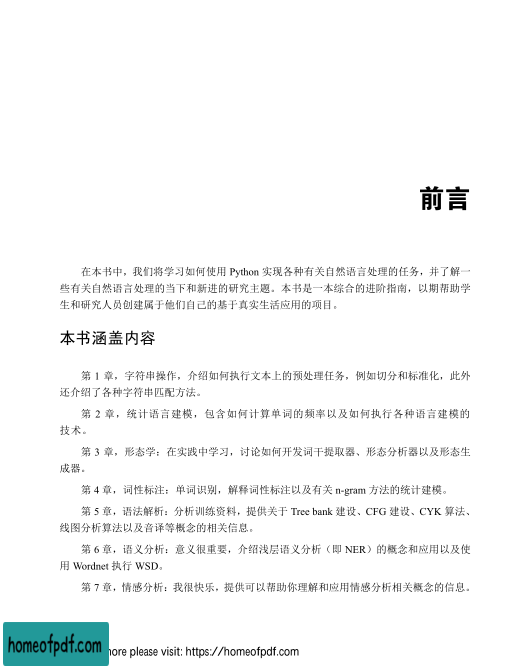 前言
在本书中，我们将学习如何使用 Python 实现各种有关自然语言处理的任务，并了解一
些有关自然语言处理的当下和新进的研究主题。本书是一本综合的进阶指南，以期帮助学
生和研究人员创建属于他们自己的基于真实生活应用的项目。
本书涵盖内容
第 1 章，字符串操作，介绍如何执行文本上的预处理任务，例如切分和标准化，此外
还介绍了各种字符串匹配方法。
第 2 章，统计语言建模，包含如何计算单词的频率以及如何执行各种语言建模的
技术。
第 3 章，形态学：在实践中学习，讨论如何开发词干提取器、形态分析器以及形态生
成器。
第 4 章，词性标注：单词识别，解释词性标注以及有关 n-gram 方法的统计建模。
第 5 章，语法解析：分析训练资料，提供关于 Tree bank 建设、CFG 建设、CYK 算法、
线图分析算法以及音译等概念的相关信息。
第 6 章，语义分析：意义很重要，介绍浅层语义分析（即 NER）的概念和应用以及使
用 Wordnet 执行 WSD。
第 7 章，情感分析：我很快乐，提供可以帮助你理解和应用情感分析相关概念的信息。
homeofpdf.com
ore please visit: https://homeofpdf.com